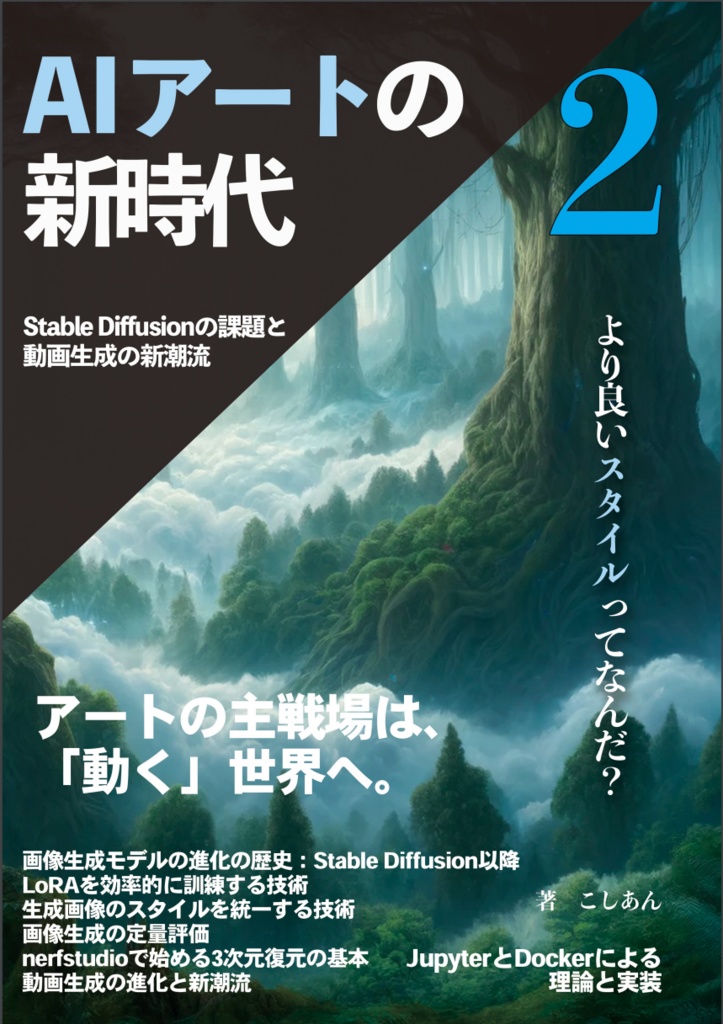 AIアートの
新時代
2
Stable Diffusionの課題と
動画生成の新潮流
より良いスタイルってなんだ？
アートの主戦場は、
「動く」世界へ。
画像生成モデルの進化の歴史：Stable Diffusion以降
LoRAを効率的に訓練する技術
生成画像のスタイルを統一する技術
画像生成の定量評価
nerfstudioで始める3次元復元の基本
動画生成の進化と新潮流
著　こしあん
JupyterとDockerによる
理論と実装